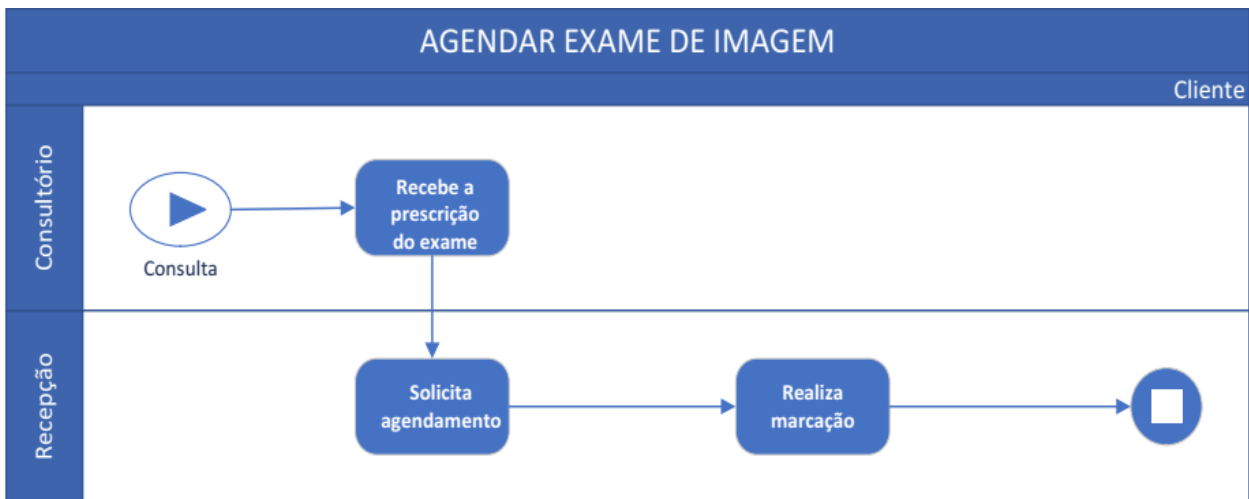 AGENDAR EXAME DE IMAGEM
Cliente
Consultório
Recebe a
prescrição
do exame
Consulta
Recepção
Solicita
agendamento
Realiza
marcação